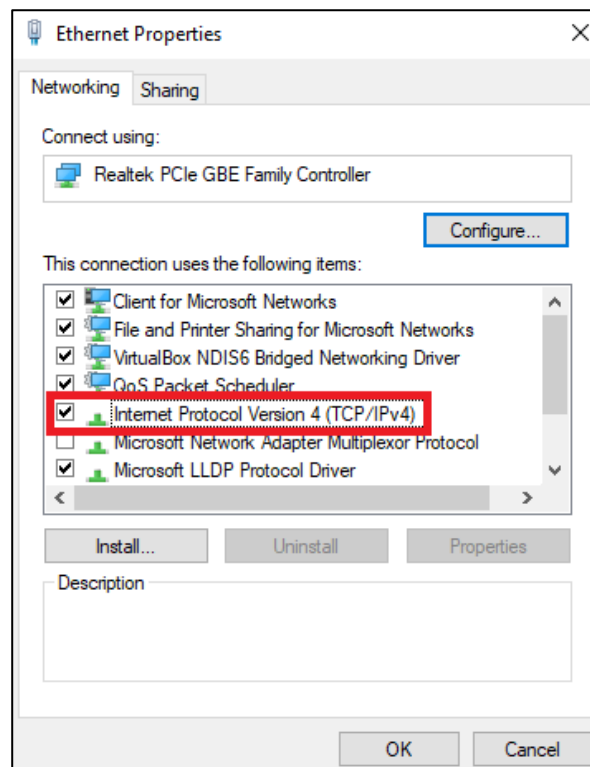 Ethernet Properties
Networking
Sharing
Connect using:
Realtek PCIe GBE Family Controller
Configure...
This connection uses the following items:
Client for Microsoft Networks
File and Printer Sharing for Microsoft Networks
VirtualBox NDIS6 Bridged Networking Driver
QoS Packet Scheduler
Internet Protocol Version 4 (TCP/IPv4)
Microsoft Network Adapter Multiplexor Protocol
Microsoft LLDP Protocol Driver
Install...
Uninstall
Properties
Description
OK
Cancel